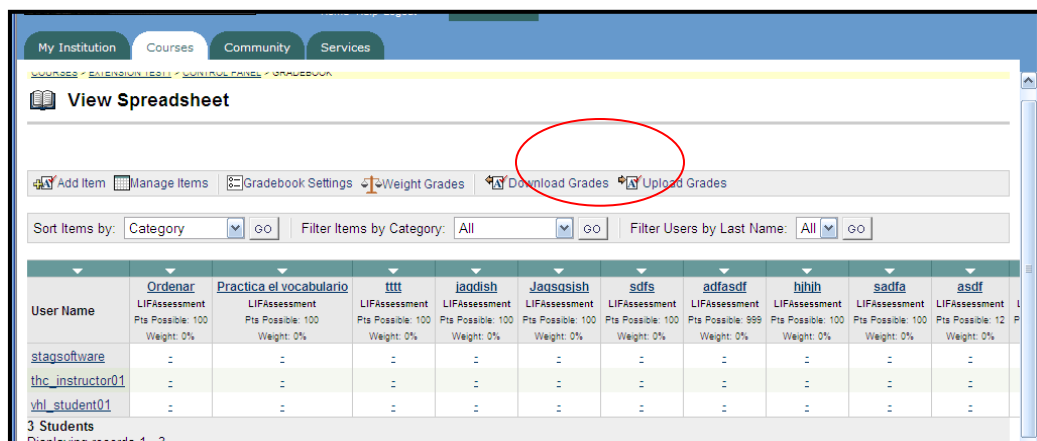 My Institution Courses Community Services
COURSES > EXTENSION TEST1 > CONTROL PANEL > GRADEBOOK
View Spreadsheet
Add Item Manage Items Gradebook Settings Weight Grades Download Grades Upload Grades
Sort Items by: Category GO Filter Items by Category: All GO Filter Users by Last Name: All GO
User Name Ordenar Practica el vocabulario tttt jaqdish Jagsgsish sdfs adfasdf hjhjh sadfa asdf
LIFAssessment LIFAssessment LIFAssessment LIFAssessment LIFAssessment LIFAssessment LIFAssessment LIFAssessment LIFAssessment LIFAssessment
Pts Possible: 100 Pts Possible: 100 Pts Possible: 100 Pts Possible: 100 Pts Possible: 100 Pts Possible: 100 Pts Possible: 999 Pts Possible: 100 Pts Possible: 100 Pts Possible: 12 P
Weight: 0% Weight: 0% Weight: 0% Weight: 0% Weight: 0% Weight: 0% Weight: 0% Weight: 0% Weight: 0% Weight: 0%
stagsoftware - - - - - - - - - -
thc_instructor01 - - - - - - - - - -
vhl_student01 - - - - - - - - - -
3 Students
Displaying records 1 - 3